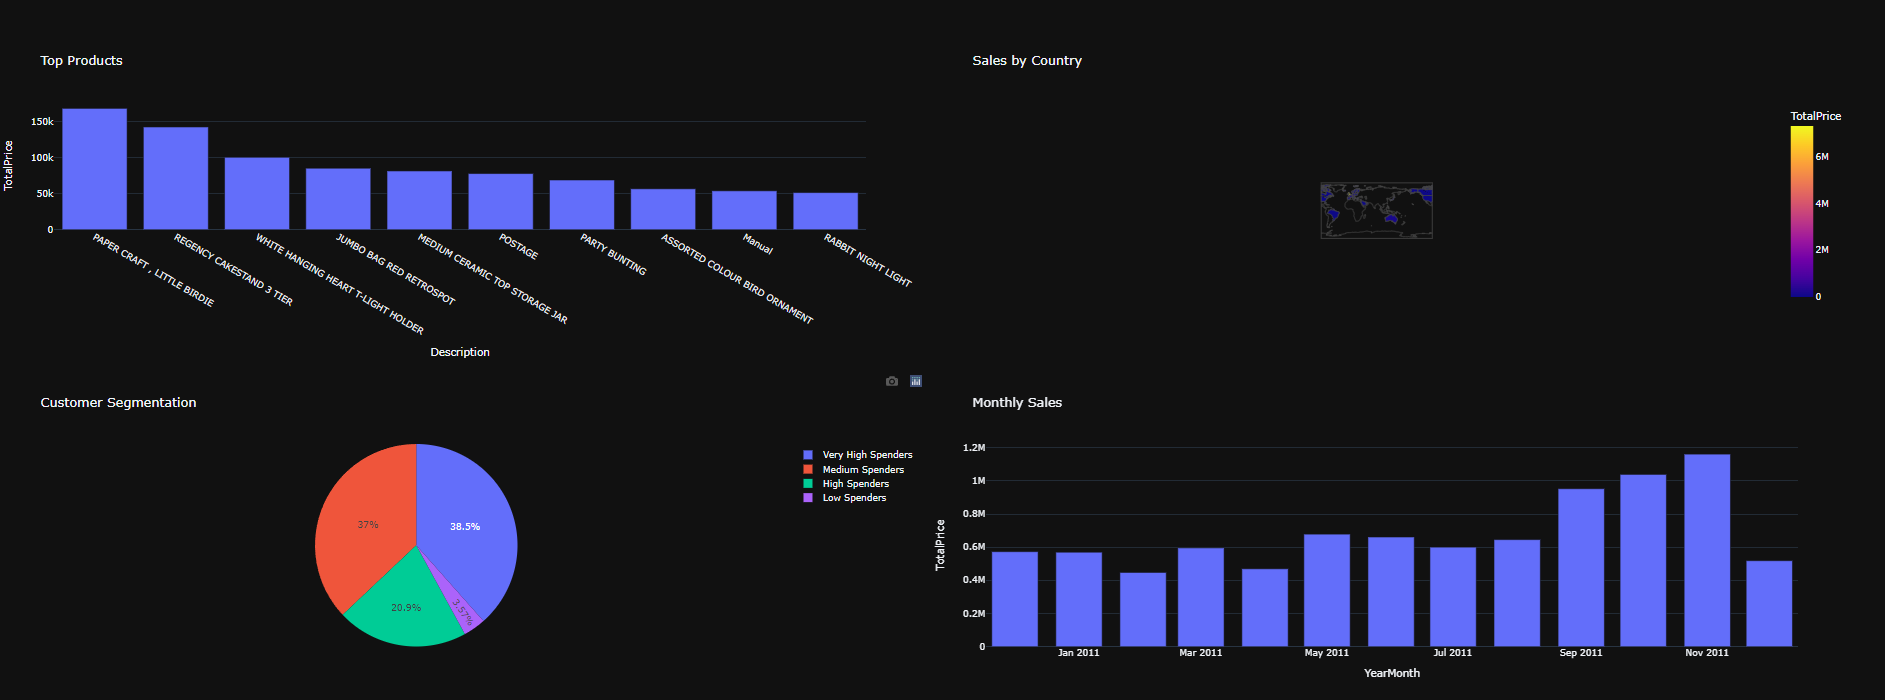 Top Products
TotalPrice
150k
100k
50k
0
PAPER CRAFT , LITTLE BIRDIE
REGENCY CAKESTAND 3 TIER
WHITE HANGING HEART T-LIGHT HOLDER
JUMBO BAG RED RETROSPOT
MEDIUM CERAMIC TOP STORAGE JAR
POSTAGE
PARTY BUNTING
ASSORTED COLOUR BIRD ORNAMENT
Manual
RABBIT NIGHT LIGHT
Description
Sales by Country
TotalPrice
6M
4M
2M
0
Customer Segmentation
38.5%
37%
20.9%
3.57%
Very High Spenders
Medium Spenders
High Spenders
Low Spenders
Monthly Sales
TotalPrice
1.2M
1M
0.8M
0.6M
0.4M
0.2M
0
Jan 2011
Mar 2011
May 2011
Jul 2011
Sep 2011
Nov 2011
YearMonth